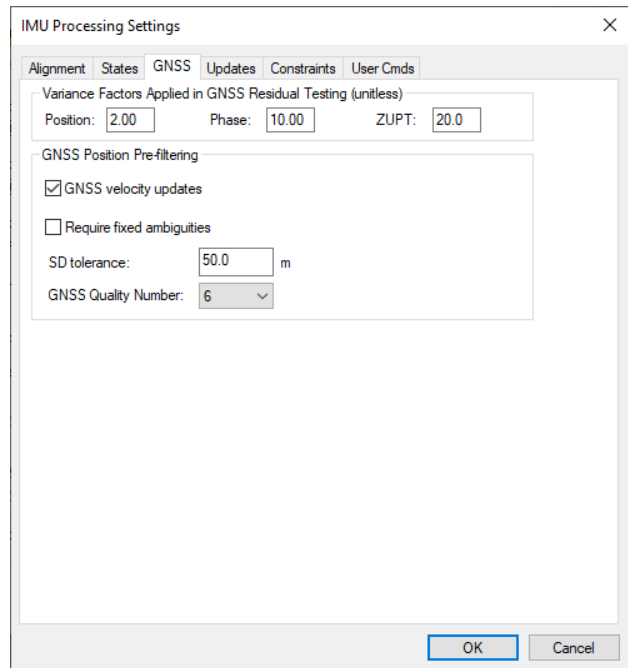 IMU Processing Settings
Alignment States GNSS Updates Constraints User Cmds
Variance Factors Applied in GNSS Residual Testing (unitless)
Position: 2.00 Phase: 10.00 ZUPT: 20.0
GNSS Position Pre-filtering
GNSS velocity updates
Require fixed ambiguities
SD tolerance: 50.0 m
GNSS Quality Number: 6
OK Cancel